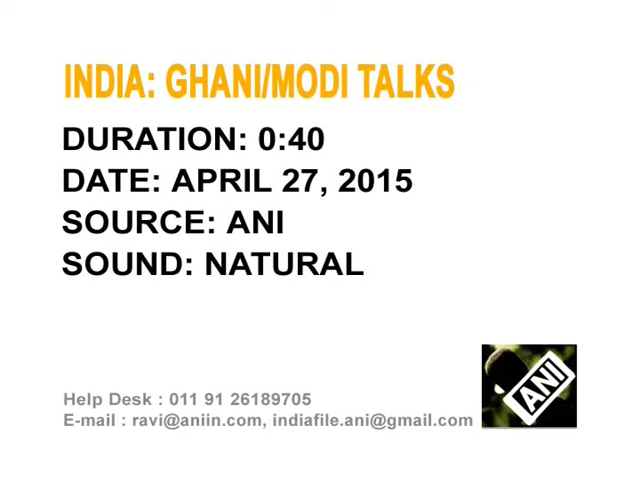 INDIA: GHANI/MODI TALKS
DURATION: 0:40
DATE: APRIL 27, 2015
SOURCE: ANI
SOUND: NATURAL
Help Desk : 011 91 26189705
E-mail : ravi@aniin.com, indiafile.ani@gmail.com
ANI